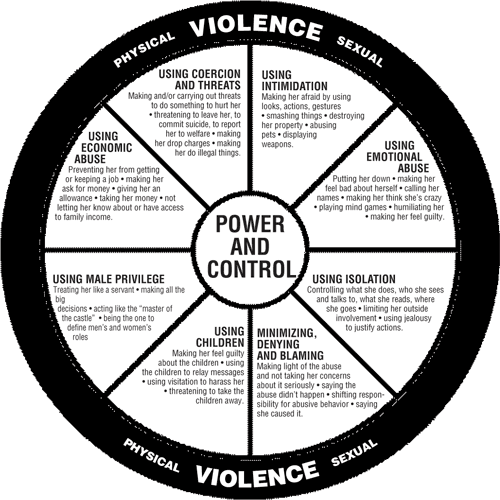 PHYSICAL VIOLENCE SEXUAL
USING COERCION
AND THREATS
Making and/or carrying out threats
to do something to hurt her
• threatening to leave her, to
commit suicide, to report
her to welfare • making
her drop charges • making
her do illegal things.
USING
INTIMIDATION
Making her afraid by using
looks, actions, gestures
• smashing things • destroying
her property • abusing
pets • displaying
weapons.
USING
EMOTIONAL
ABUSE
Putting her down • making her
feel bad about herself • calling her
names • making her think she's crazy
• playing mind games • humiliating her
• making her feel guilty.
USING ISOLATION
Controlling what she does, who she sees
and talks to, what she reads, where
she goes • limiting her outside
involvement • using jealousy
to justify actions.
MINIMIZING,
DENYING
AND BLAMING
Making light of the abuse
and not taking her concerns
about it seriously • saying the
abuse didn't happen • shifting respon-
sibility for abusive behavior • saying
she caused it.
USING
CHILDREN
Making her feel guilty
about the children • using
the children to relay messages
• using visitation to harass her
• threatening to take the
children away.
USING MALE PRIVILEGE
Treating her like a servant • making all the
big
decisions • acting like the "master of
the castle" • being the one to
define men's and women's
roles
USING
ECONOMIC
ABUSE
Preventing her from getting
or keeping a job • making her
ask for money • giving her an
allowance • taking her money • not
letting her know about or have access
to family income.
POWER
AND
CONTROL
PHYSICAL VIOLENCE SEXUAL